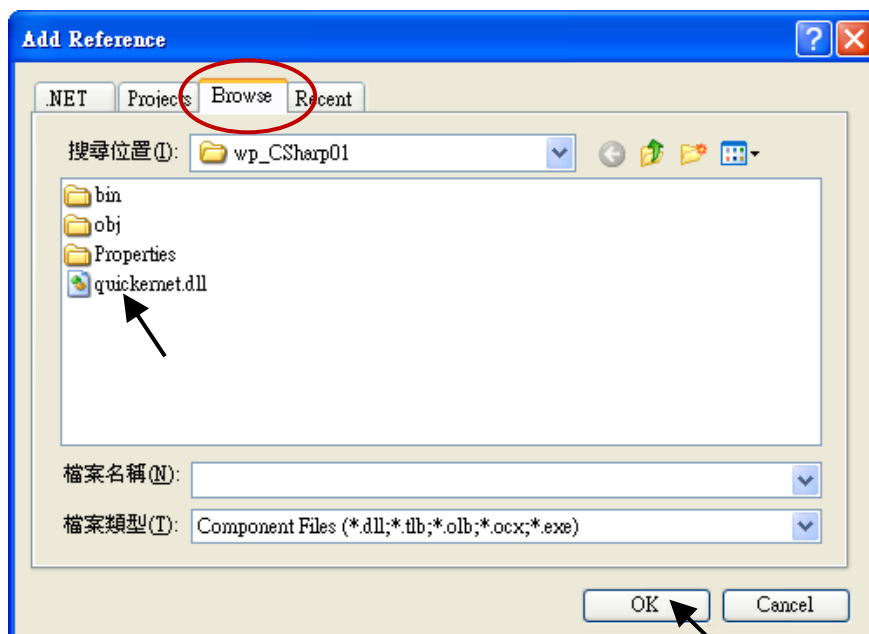 Add Reference
.NET Projects Browse Recent
搜尋位置(I): wp_CSharp01
bin
obj
Properties
quickernet.dll
檔案名稱(N):
檔案類型(T): Component Files (*.dll;*.tlb;*.olb;*.ocx;*.exe)
OK Cancel